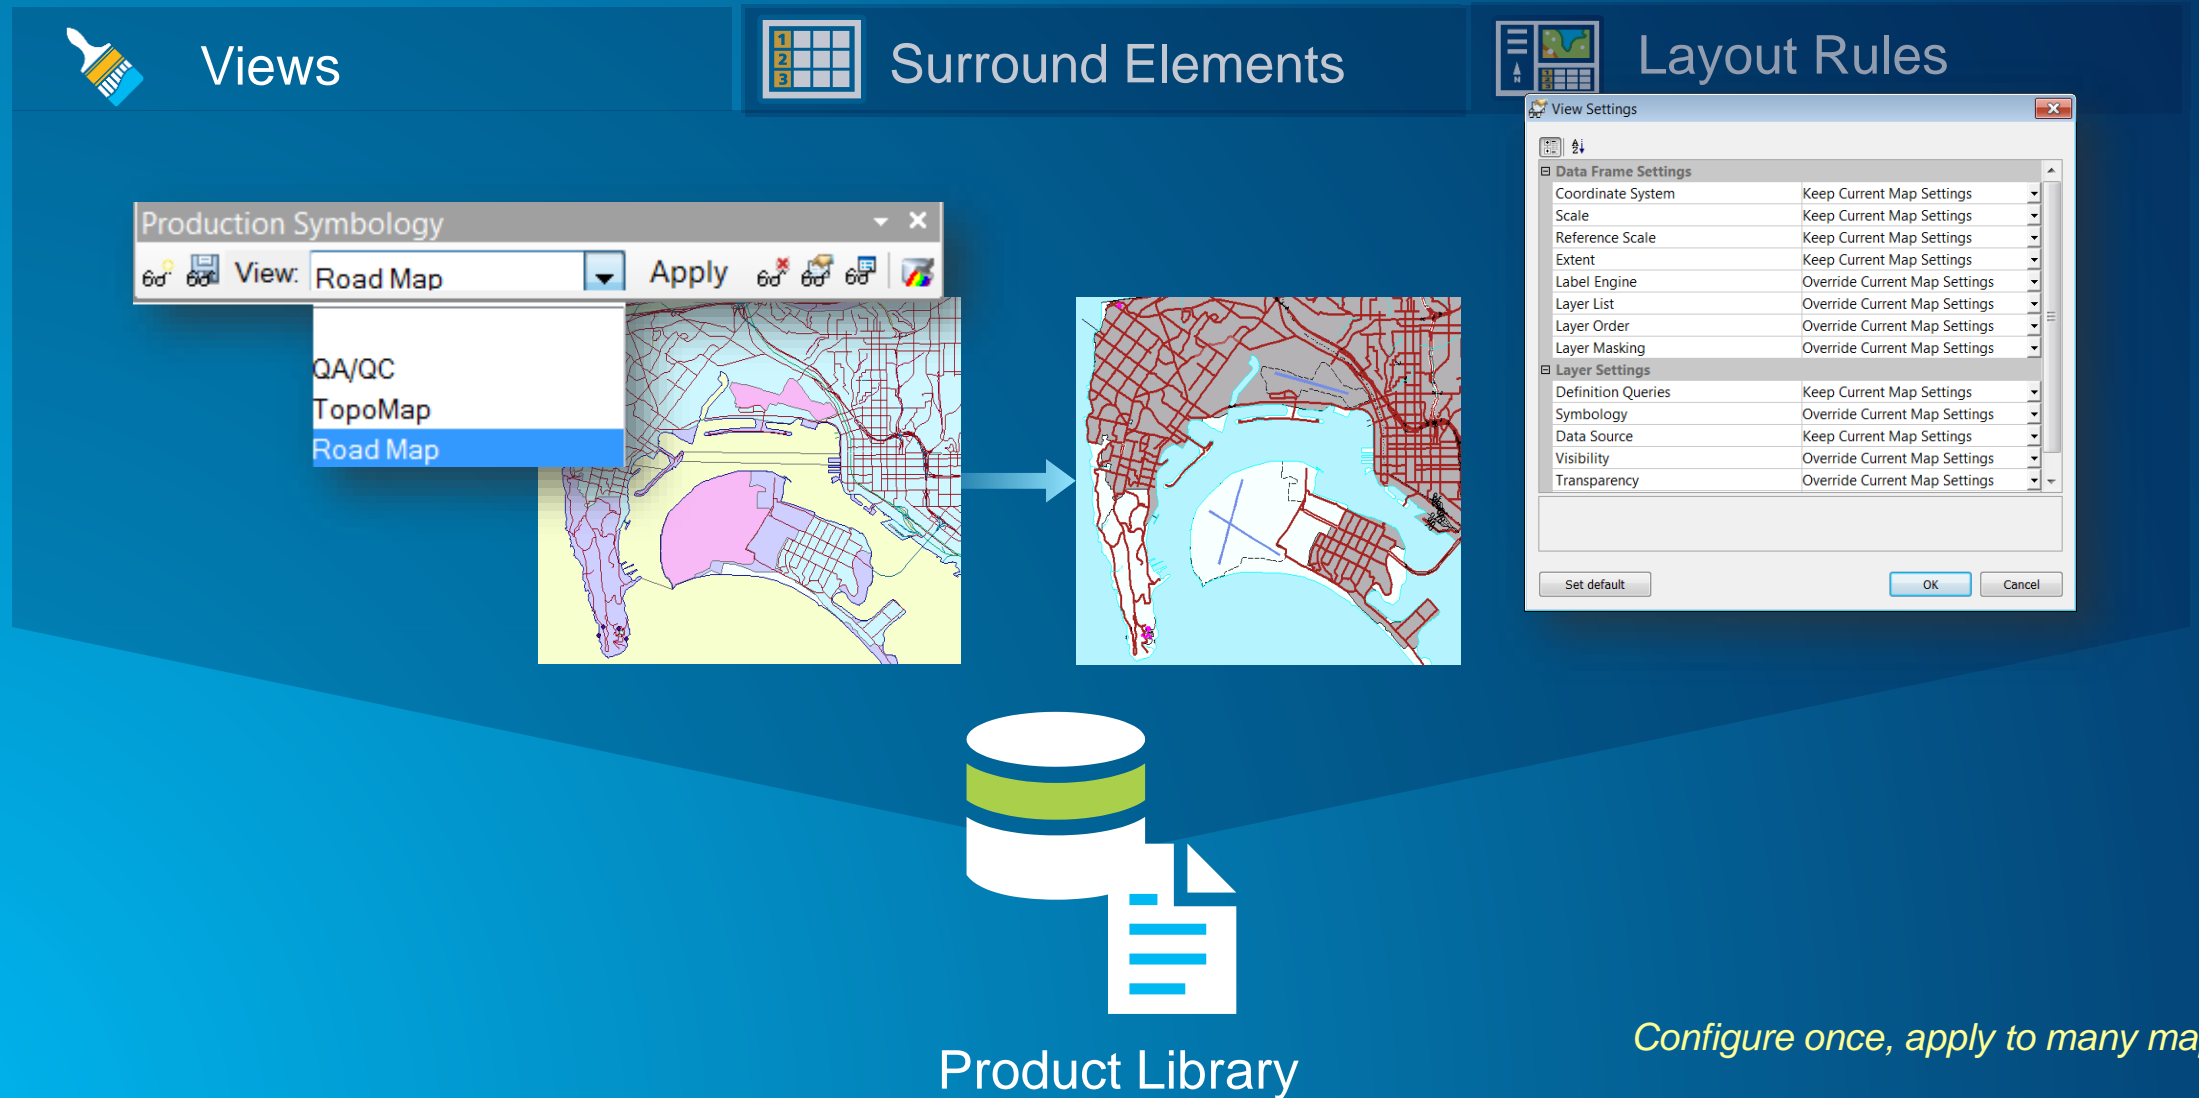 Views
Surround Elements
Layout Rules
Production Symbology
View: Road Map Apply
QA/QC
TopoMap
Road Map
View Settings
Data Frame Settings
Coordinate System Keep Current Map Settings
Scale Keep Current Map Settings
Reference Scale Keep Current Map Settings
Extent Keep Current Map Settings
Label Engine Override Current Map Settings
Layer List Override Current Map Settings
Layer Order Override Current Map Settings
Layer Masking Override Current Map Settings
Layer Settings
Definition Queries Keep Current Map Settings
Symbology Override Current Map Settings
Data Source Keep Current Map Settings
Visibility Override Current Map Settings
Transparency Override Current Map Settings
Set default OK Cancel
Product Library
Configure once, apply to many